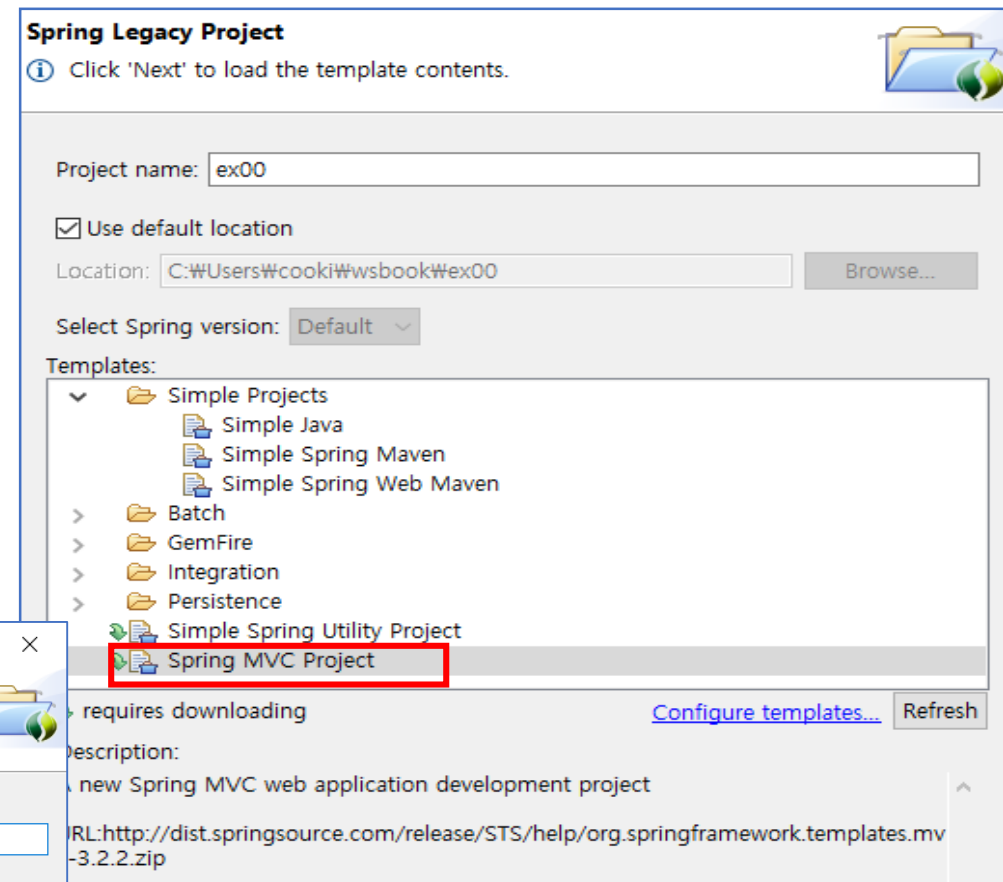 Spring Legacy Project
Click 'Next' to load the template contents.
Project name: ex00
Use default location
Location: C:₩Users₩cooki₩wsbook₩ex00 Browse...
Select Spring version: Default
Templates:
Simple Projects
Simple Java
Simple Spring Maven
Simple Spring Web Maven
Batch
GemFire
Integration
Persistence
Simple Spring Utility Project
Spring MVC Project
requires downloading Configure templates... Refresh
escription:
new Spring MVC web application development project
RL:http://dist.springsource.com/release/STS/help/org.springframework.templates.mv
-3.2.2.zip